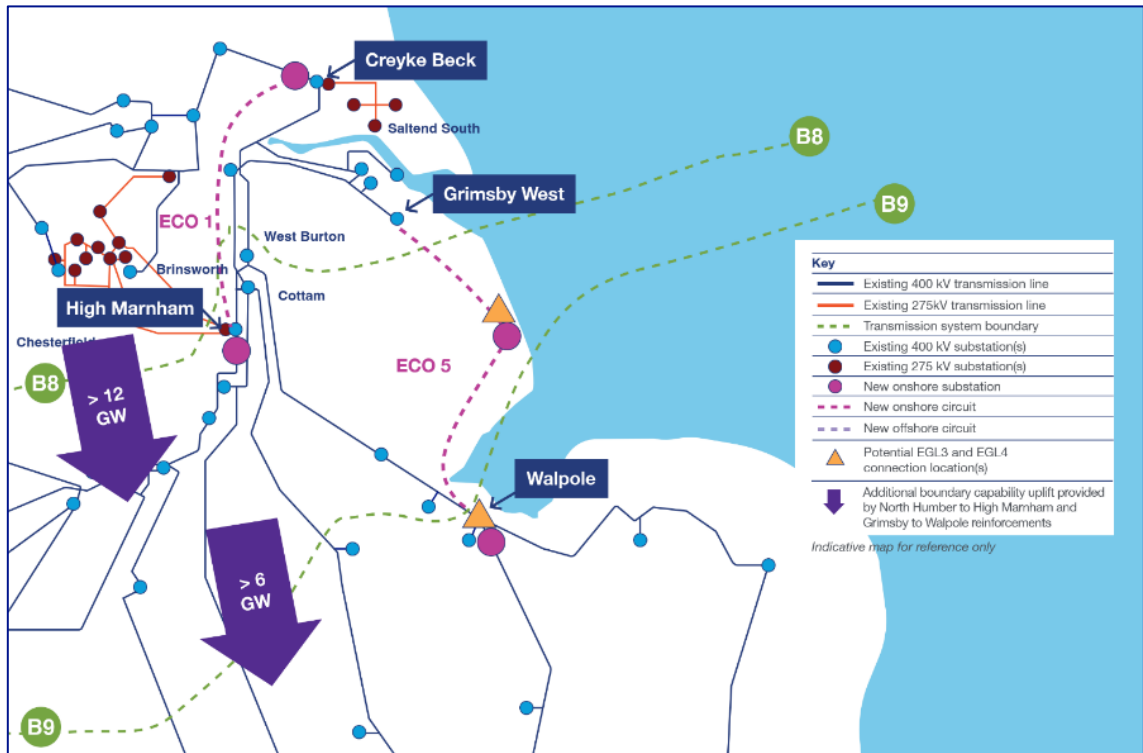 Creyke Beck
Saltend South
B8
Grimsby West
B9
ECO 1
West Burton
Brinsworth
Cottam
High Marnham
Chesterfield
ECO 5
B8
> 12
GW
Walpole
> 6
GW
B9
Key
Existing 400 kV transmission line
Existing 275kV transmission line
Transmission system boundary
Existing 400 kV substation(s)
Existing 275 kV substation(s)
New onshore substation
New onshore circuit
New offshore circuit
Potential EGL3 and EGL4
connection location(s)
Additional boundary capability uplift provided
by North Humber to High Marnham and
Grimsby to Walpole reinforcements
Indicative map for reference only